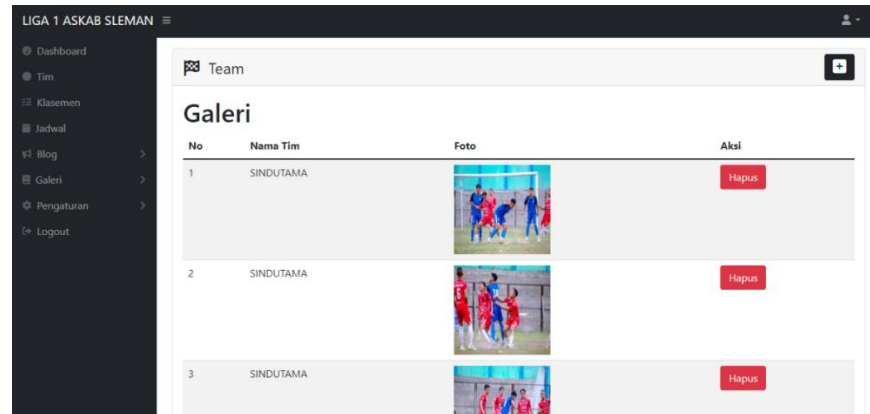 LIGA 1 ASKAB SLEMAN
Dashboard
Tim
Klasemen
Jadwal
Blog
Galeri
Pengaturan
Logout
Team
Galeri
No Nama Tim Foto Aksi
1 SINDUTAMA Hapus
2 SINDUTAMA Hapus
3 SINDUTAMA Hapus